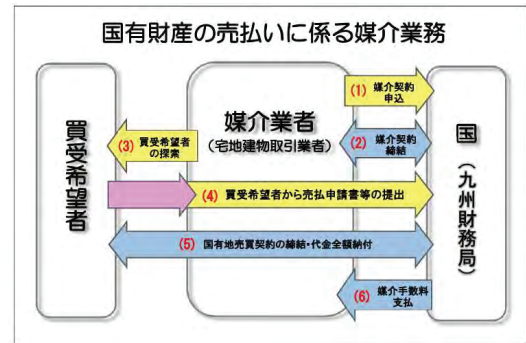 国有財産の売払いに係る媒介業務
買受希望者
媒介業者
（宅地建物取引業者）
国（九州財務局）
(1) 媒介契約
申込
(2) 媒介契約
締結
(3) 買受希望者
の探索
(4) 買受希望者から売払申請書等の提出
(5) 国有地売買契約の締結・代金全額納付
(6) 媒介手数料
支払